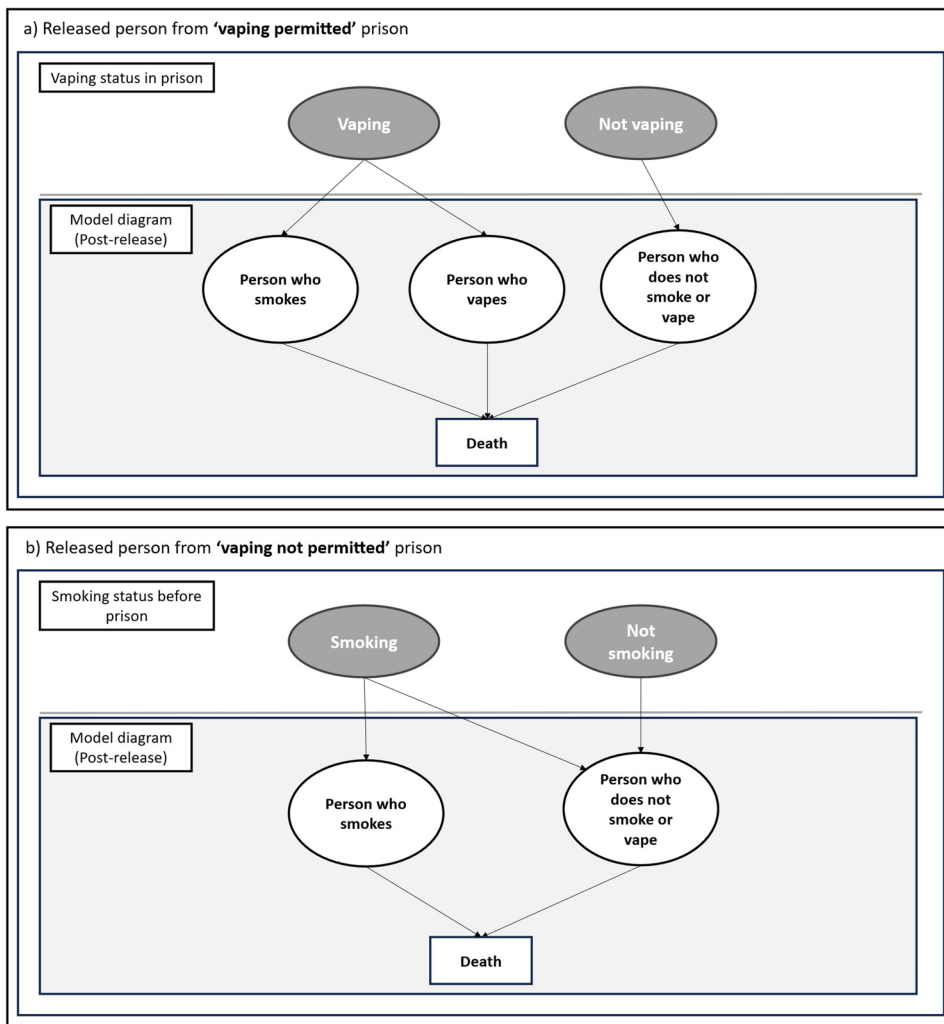 a) Released person from ‘vaping permitted’ prison
Vaping status in prison
Vaping
Not vaping
Model diagram
(Post-release)
Person who
smokes
Person who
vapes
Person who
does not
smoke or
vape
Death
b) Released person from ‘vaping not permitted’ prison
Smoking status before
prison
Smoking
Not
smoking
Model diagram
(Post-release)
Person who
smokes
Person who
does not
smoke or
vape
Death